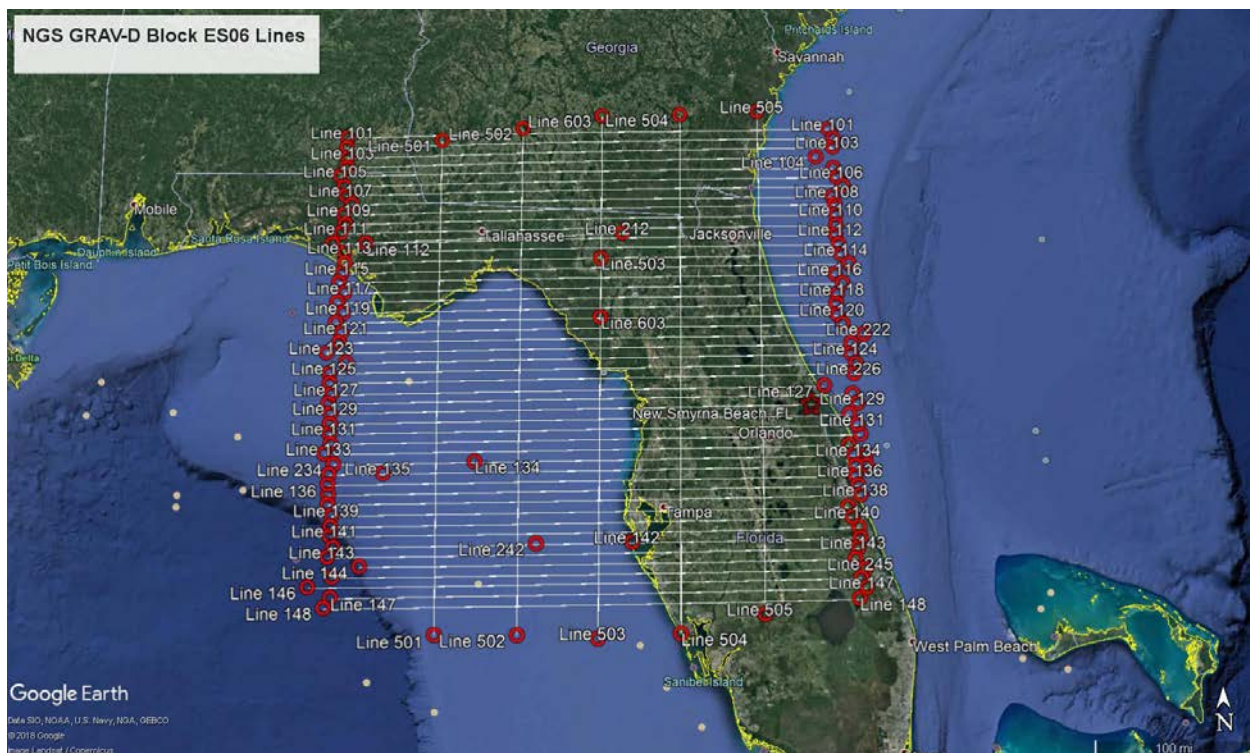 NGS GRAV-D Block ES06 Lines
Georgia
Pritchards Island
Savannah
Line 505
Line 603
Line 504
Line 502
Line 501
Line 101
Line 101
Line 103
Line 103
Line 104
Line 105
Line 106
Line 107
Line 108
Mobile
Line 109
Line 110
Line 111
Line 212
Line 112
Tallahassee
Jacksonville
Santa Rosa Island
Line 113
Line 112
Dauphin Island
Line 114
Petit Bois Island
Line 503
Line 115
Line 116
Line 117
Line 118
Line 119
Line 603
Line 120
Line 121
Line 222
Line 123
Line 124
Delta
Line 125
Line 226
Line 127
Line 127
Line 129
Line 129
New Smyrna Beach, FL
Line 131
Line 131
Orlando
Line 133
Line 134
Line 134
Line 234
Line 135
Line 136
Line 136
Line 138
Line 139
Tampa
Line 140
Line 141
Florida
Line 242
Line 142
Line 143
Line 143
Line 144
Line 245
Line 146
Line 147
Line 147
Line 148
Line 148
Line 505
Line 501
Line 502
Line 503
Line 504
West Palm Beach
Sanibel Island
Google Earth
Data SIO, NOAA, U.S. Navy, NGA, GEBCO
© 2018 Google
Image Landsat / Copernicus
N
100 mi